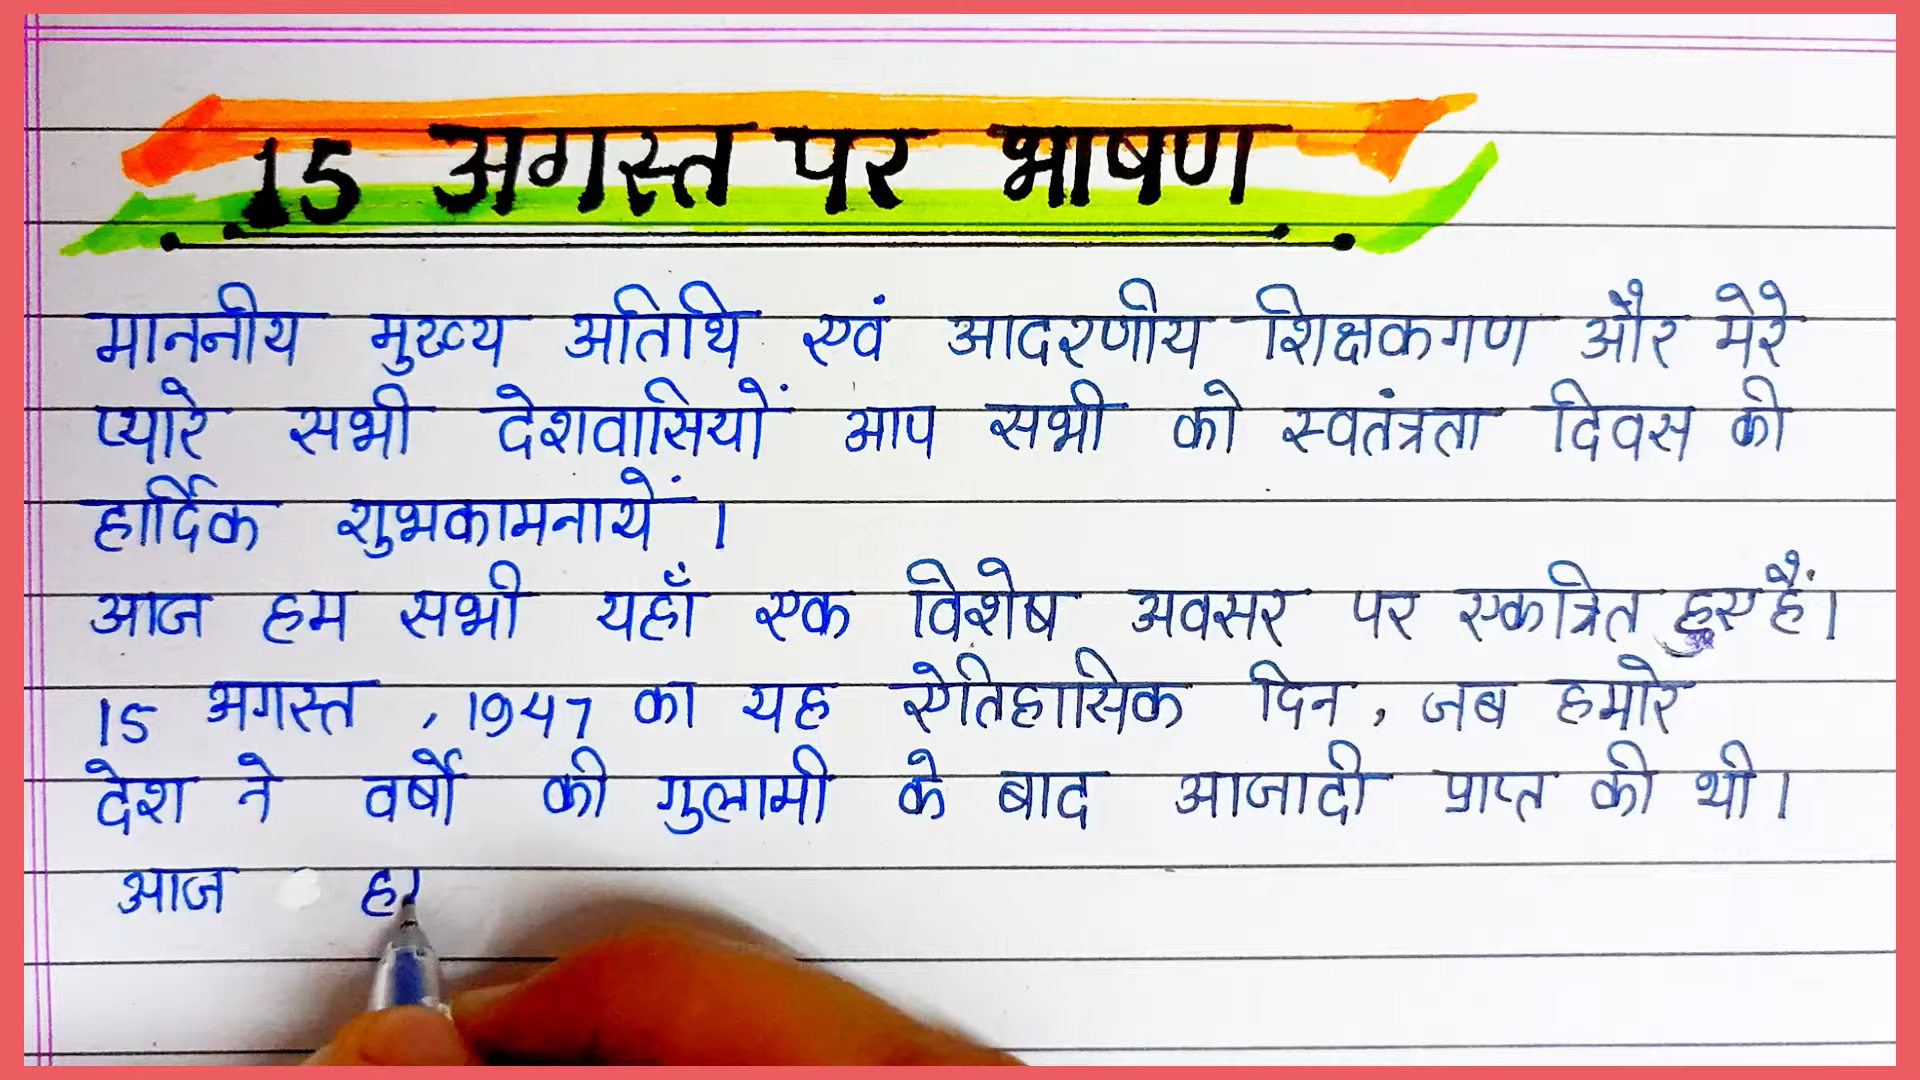 15 अगस्त पर भाषण
माननीय मुख्य अतिथि एवं आदरणीय शिक्षकगण और मेरे
प्यारे सभी देशवासियों आप सभी को स्वतंत्रता दिवस की
हार्दिक शुभकामनायें ।
आज हम सभी यहाँ एक विशेष अवसर पर एकत्रित हुए हैं।
15 अगस्त , 1947 का यह ऐतिहासिक दिन, जब हमारे
देश ने वर्षों की गुलामी के बाद आजादी प्राप्त की थी।
आज